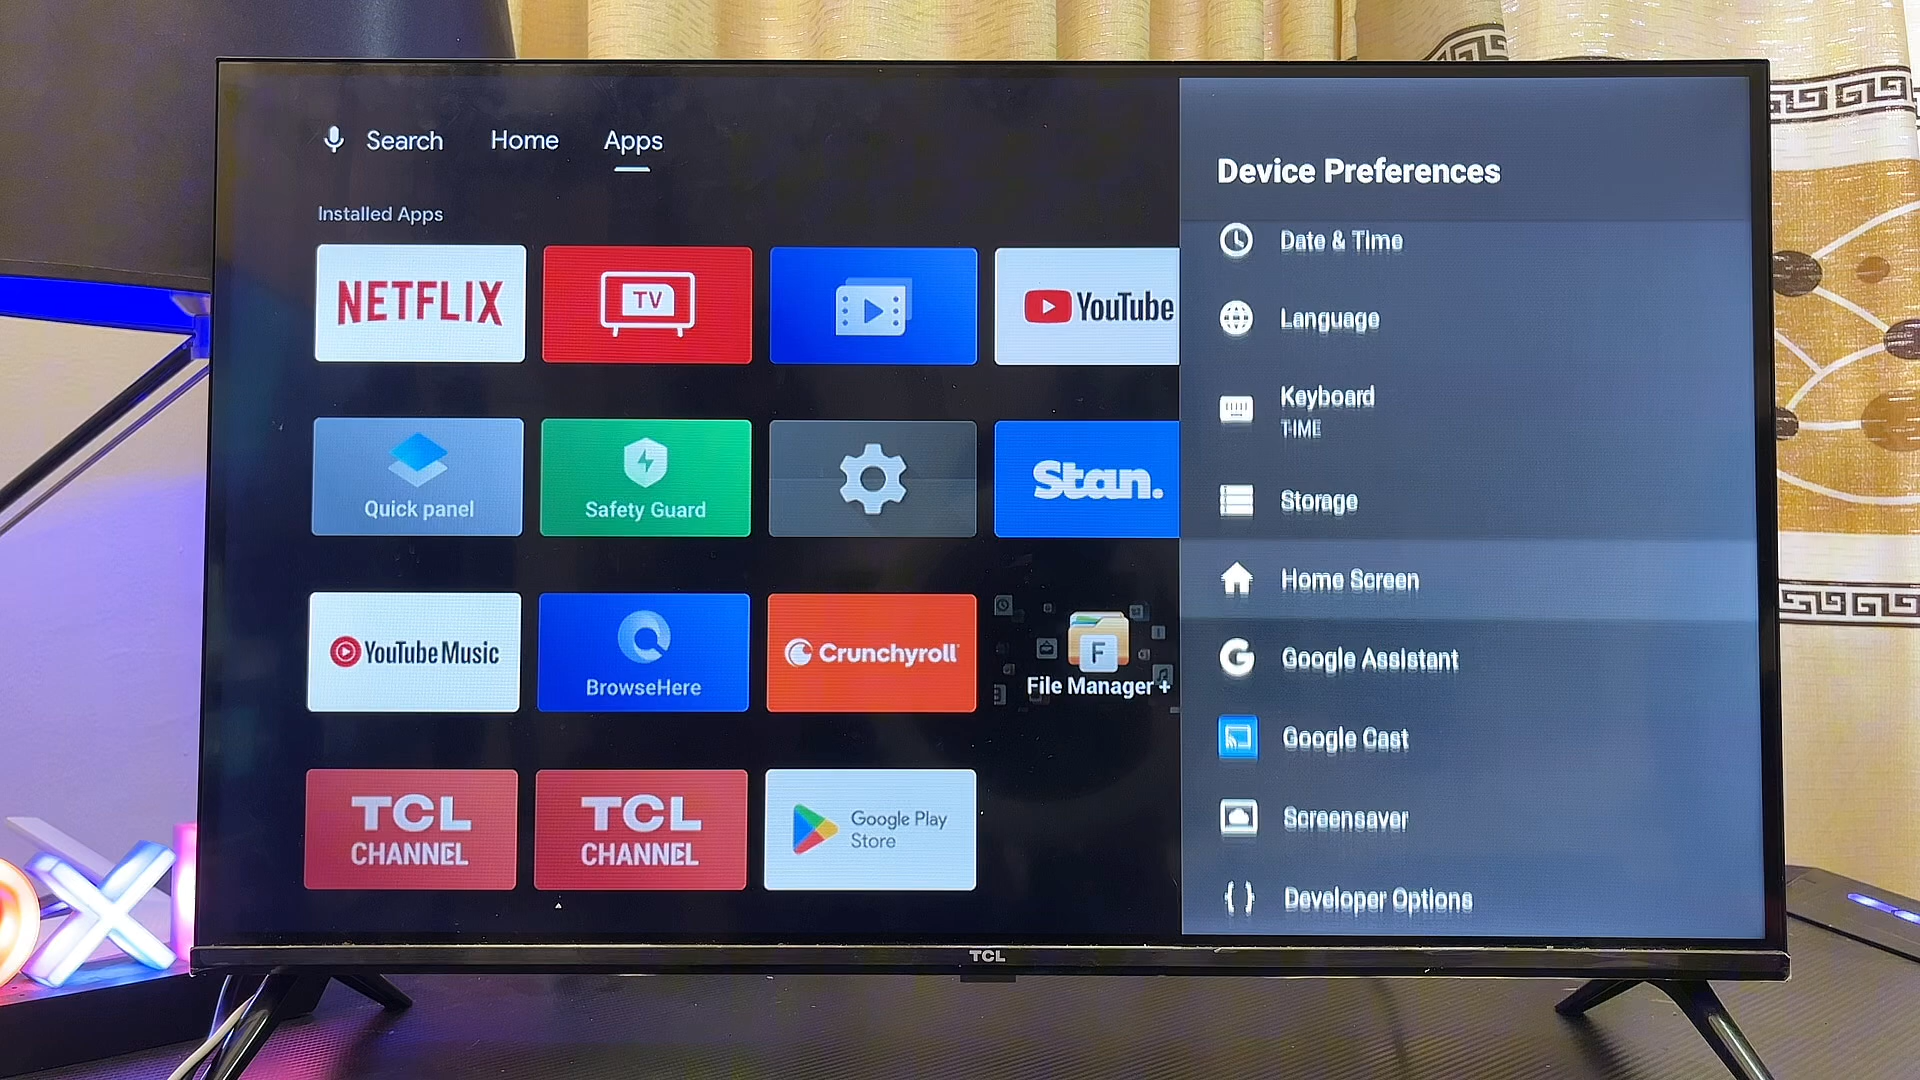 Search Home Apps
Installed Apps
NETFLIX
TV
YouTube
Quick panel
Safety Guard
Stan.
YouTube Music
BrowseHere
Crunchyroll
F
File Manager +
TCL
CHANNEL
TCL
CHANNEL
Google Play
Store
Device Preferences
Date & Time
Language
Keyboard
TIME
Storage
Home Screen
Google Assistant
Google Cast
Screensaver
Developer Options
TCL
OX